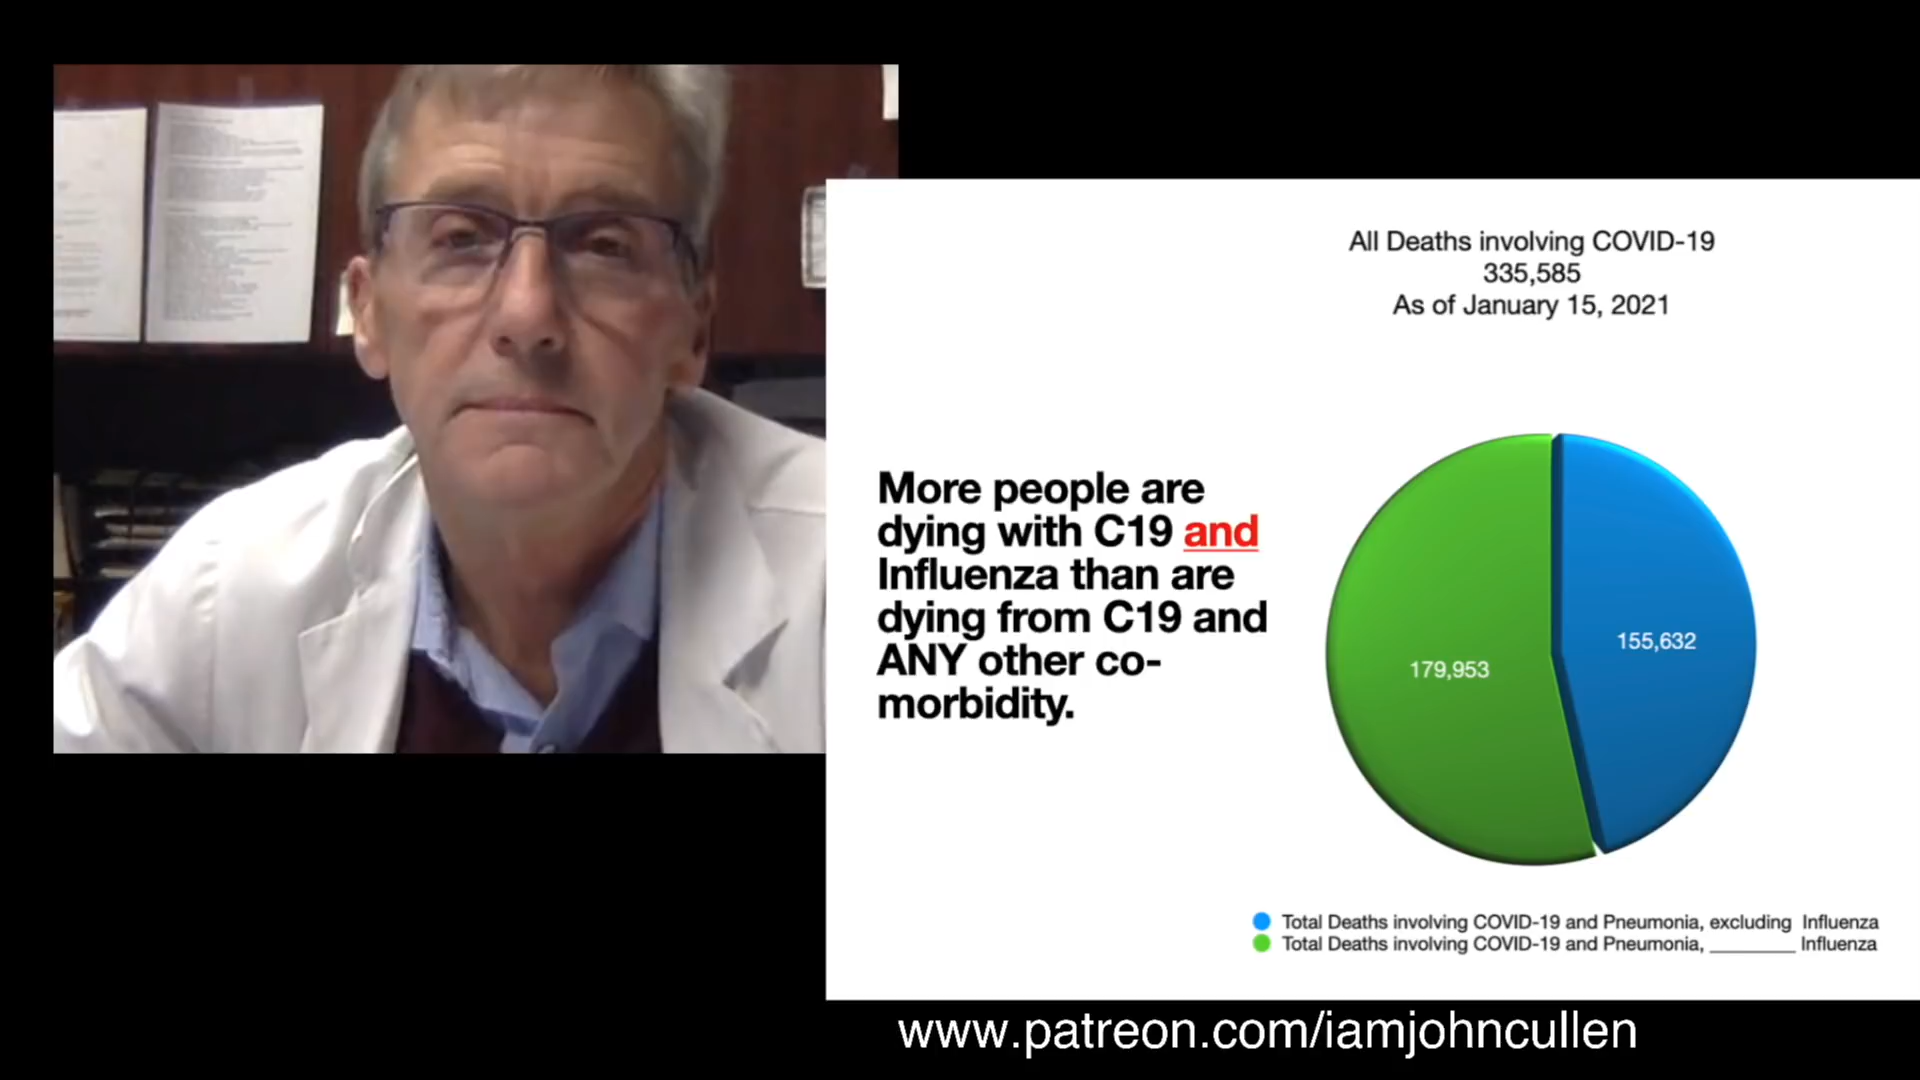 All Deaths involving COVID-19
335,585
As of January 15, 2021
More people are
dying with C19 and
Influenza than are
dying from C19 and
ANY other co-
morbidity.
179,953
155,632
Total Deaths involving COVID-19 and Pneumonia, excluding Influenza
Total Deaths involving COVID-19 and Pneumonia, ________ Influenza
www.patreon.com/iamjohncullen